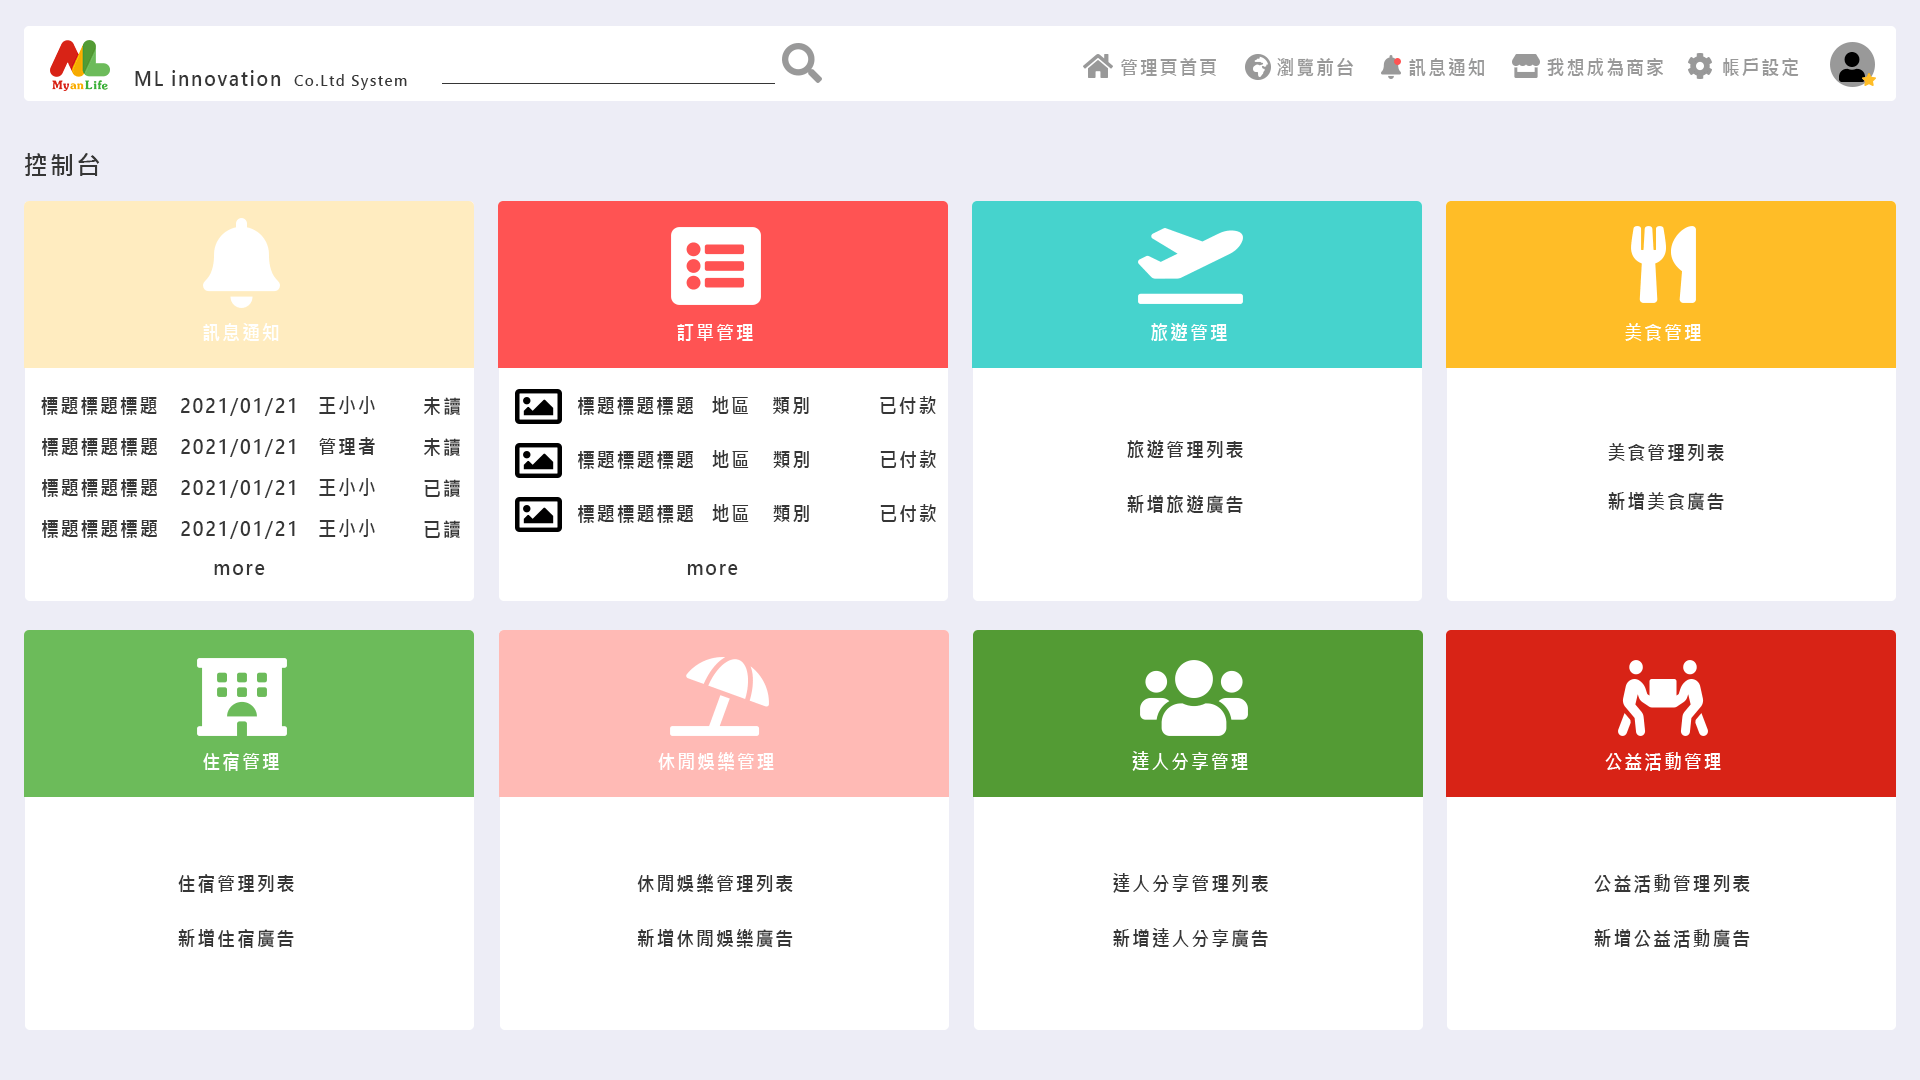 MyanLife
ML innovation Co.Ltd System
管理頁首頁
瀏覽前台
訊息通知
我想成為商家
帳戶設定
控制台
訊息通知
標題標題標題 2021/01/21 王小小 未讀
標題標題標題 2021/01/21 管理者 未讀
標題標題標題 2021/01/21 王小小 已讀
標題標題標題 2021/01/21 王小小 已讀
more
訂單管理
標題標題標題 地區 類別 已付款
標題標題標題 地區 類別 已付款
標題標題標題 地區 類別 已付款
more
旅遊管理
旅遊管理列表
新增旅遊廣告
美食管理
美食管理列表
新增美食廣告
住宿管理
住宿管理列表
新增住宿廣告
休閒娛樂管理
休閒娛樂管理列表
新增休閒娛樂廣告
達人分享管理
達人分享管理列表
新增達人分享廣告
公益活動管理
公益活動管理列表
新增公益活動廣告